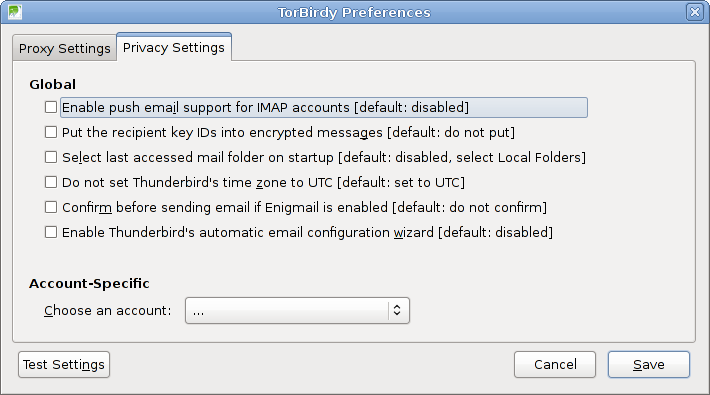 TorBirdy Preferences
Proxy Settings
Privacy Settings
Global
Enable push email support for IMAP accounts [default: disabled]
Put the recipient key IDs into encrypted messages [default: do not put]
Select last accessed mail folder on startup [default: disabled, select Local Folders]
Do not set Thunderbird's time zone to UTC [default: set to UTC]
Confirm before sending email if Enigmail is enabled [default: do not confirm]
Enable Thunderbird's automatic email configuration wizard [default: disabled]
Account-Specific
Choose an account: ...
Test Settings
Cancel
Save